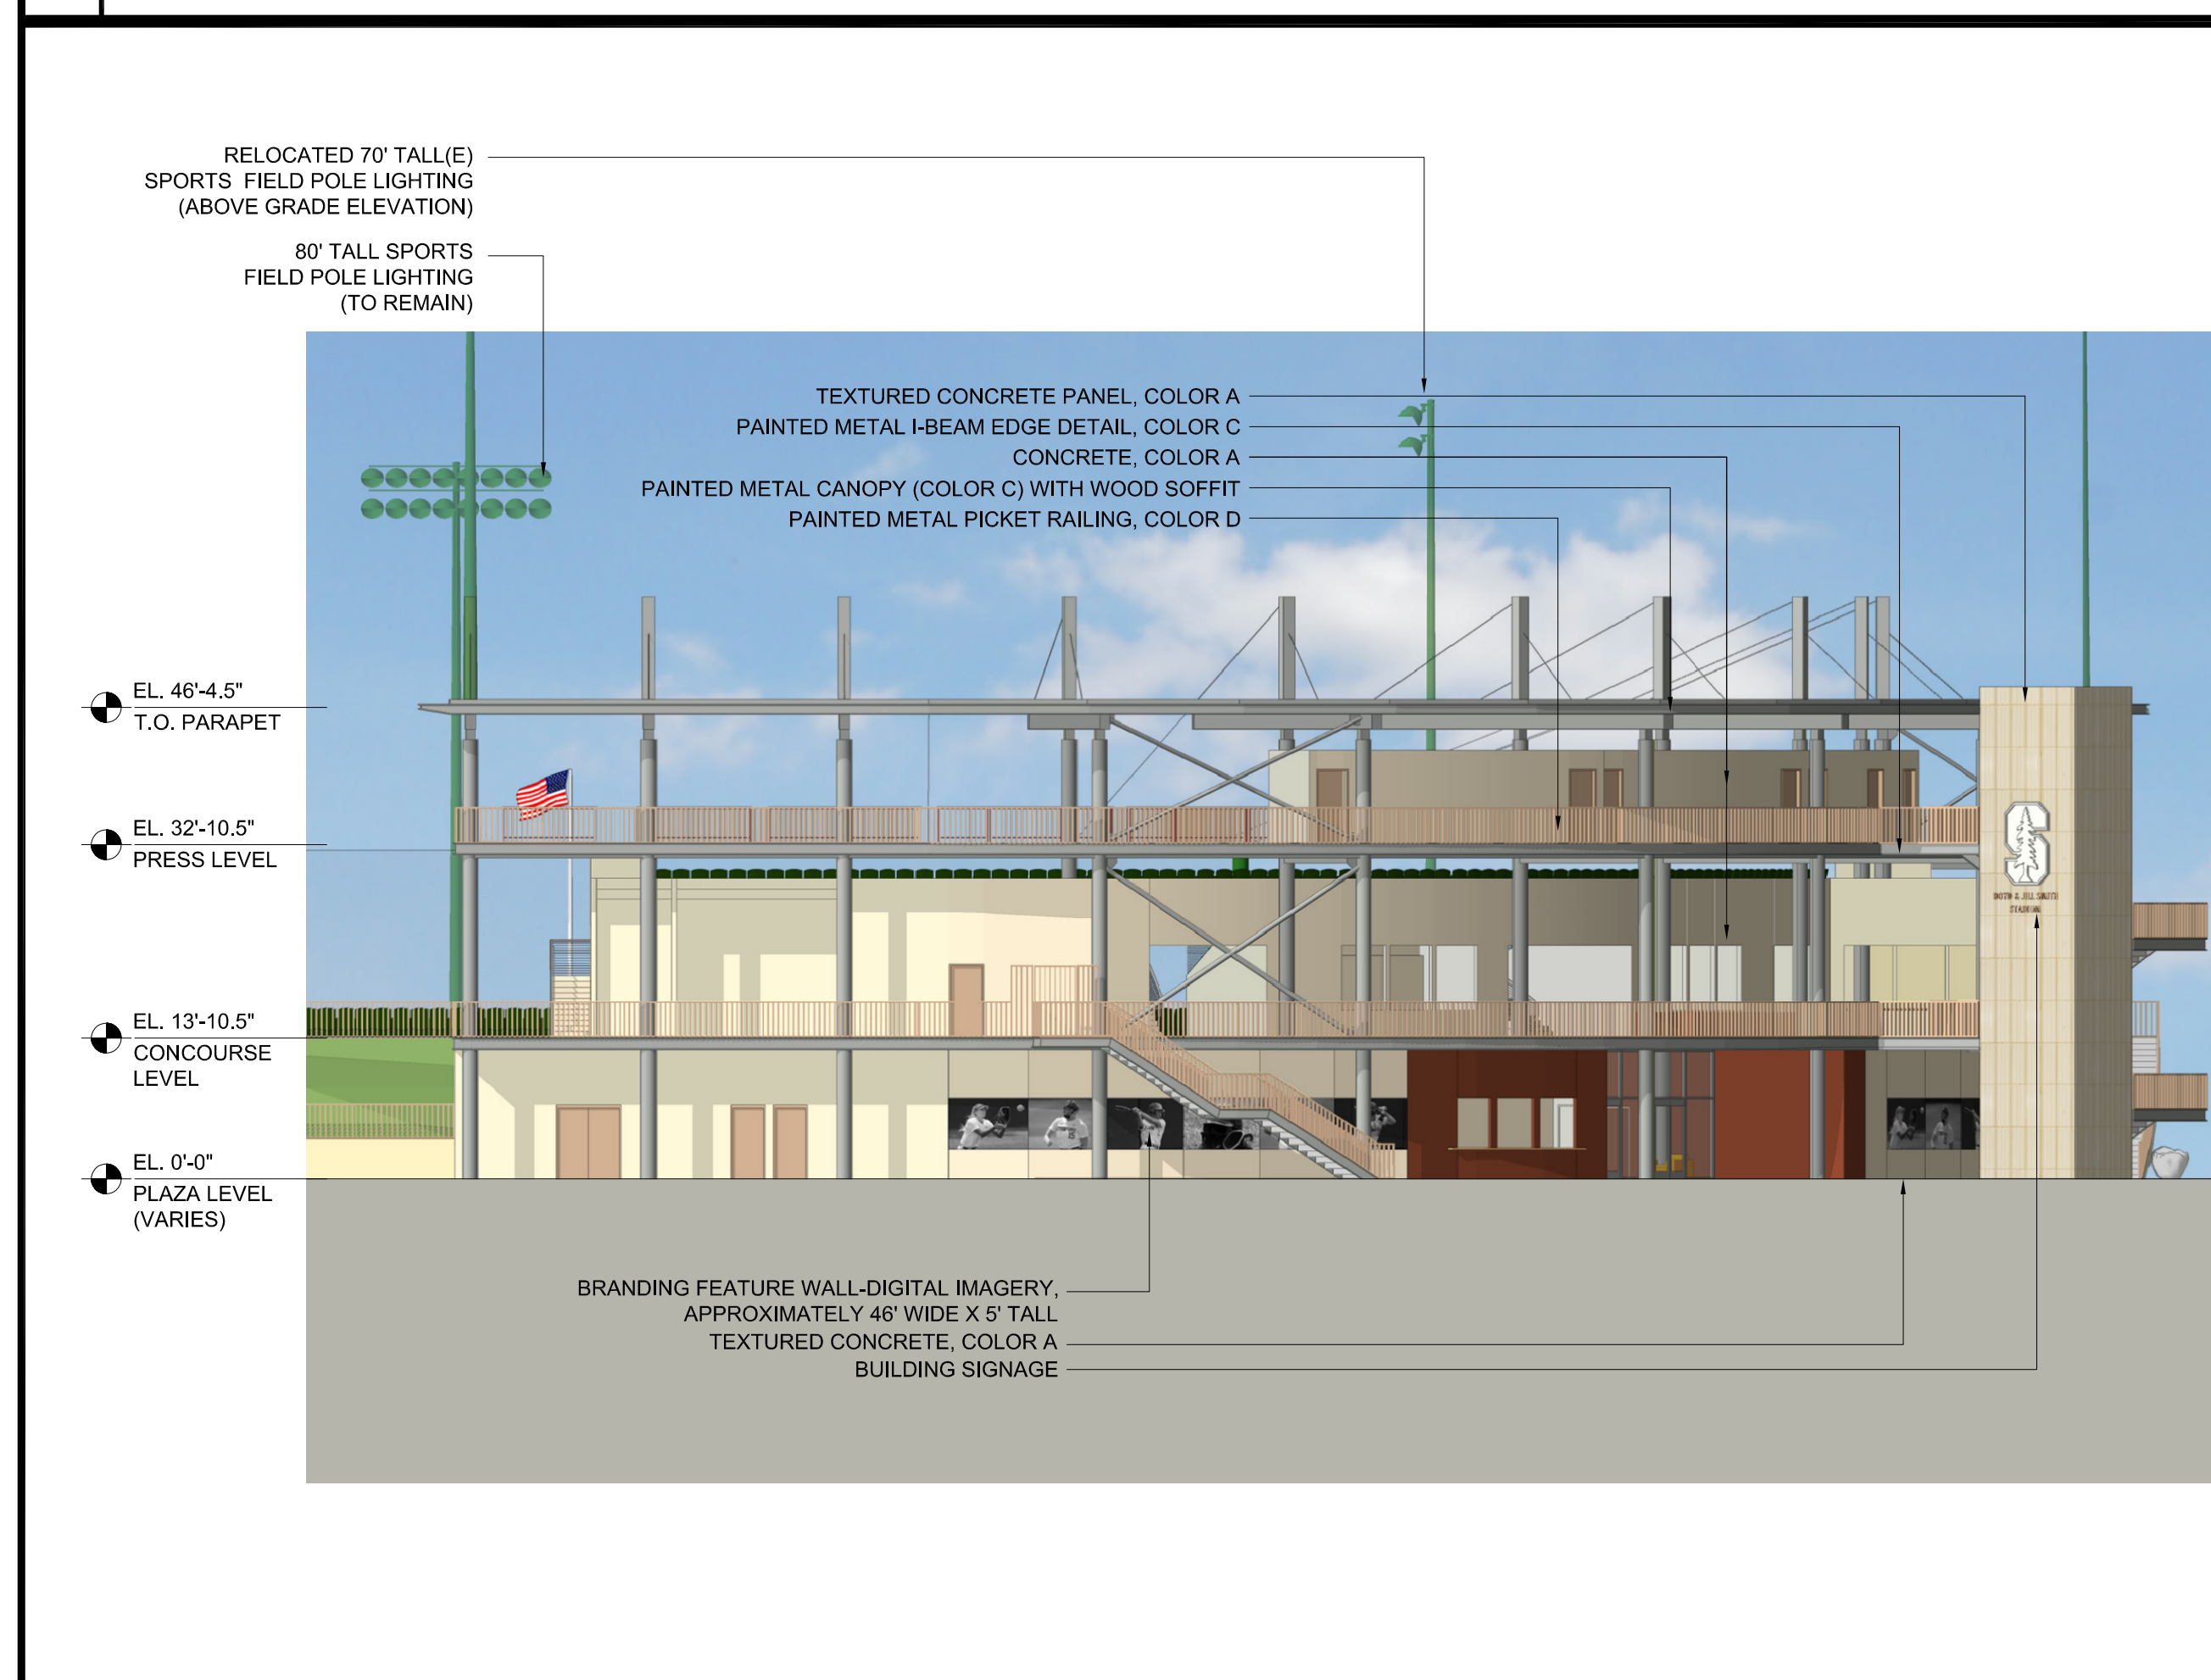 RELOCATED 70' TALL(E)
SPORTS FIELD POLE LIGHTING
(ABOVE GRADE ELEVATION)
80' TALL SPORTS
FIELD POLE LIGHTING
(TO REMAIN)
TEXTURED CONCRETE PANEL, COLOR A
PAINTED METAL I-BEAM EDGE DETAIL, COLOR C
CONCRETE, COLOR A
PAINTED METAL CANOPY (COLOR C) WITH WOOD SOFFIT
PAINTED METAL PICKET RAILING, COLOR D
EL. 46'-4.5"
T.O. PARAPET
EL. 32'-10.5"
PRESS LEVEL
S
& JILL SMITH
STADIUM
EL. 13'-10.5"
CONCOURSE
LEVEL
EL. 0'-0"
PLAZA LEVEL
(VARIES)
BRANDING FEATURE WALL-DIGITAL IMAGERY,
APPROXIMATELY 46' WIDE X 5' TALL
TEXTURED CONCRETE, COLOR A
BUILDING SIGNAGE